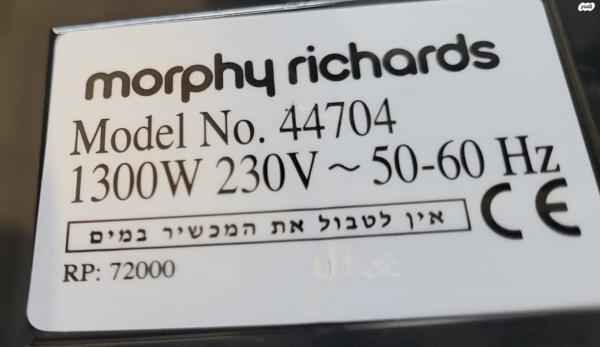 morphy richards
Model No. 44704
1300W 230V ~ 50-60 Hz
אין לטבול את המכשיר במים
CE
RP: 72000